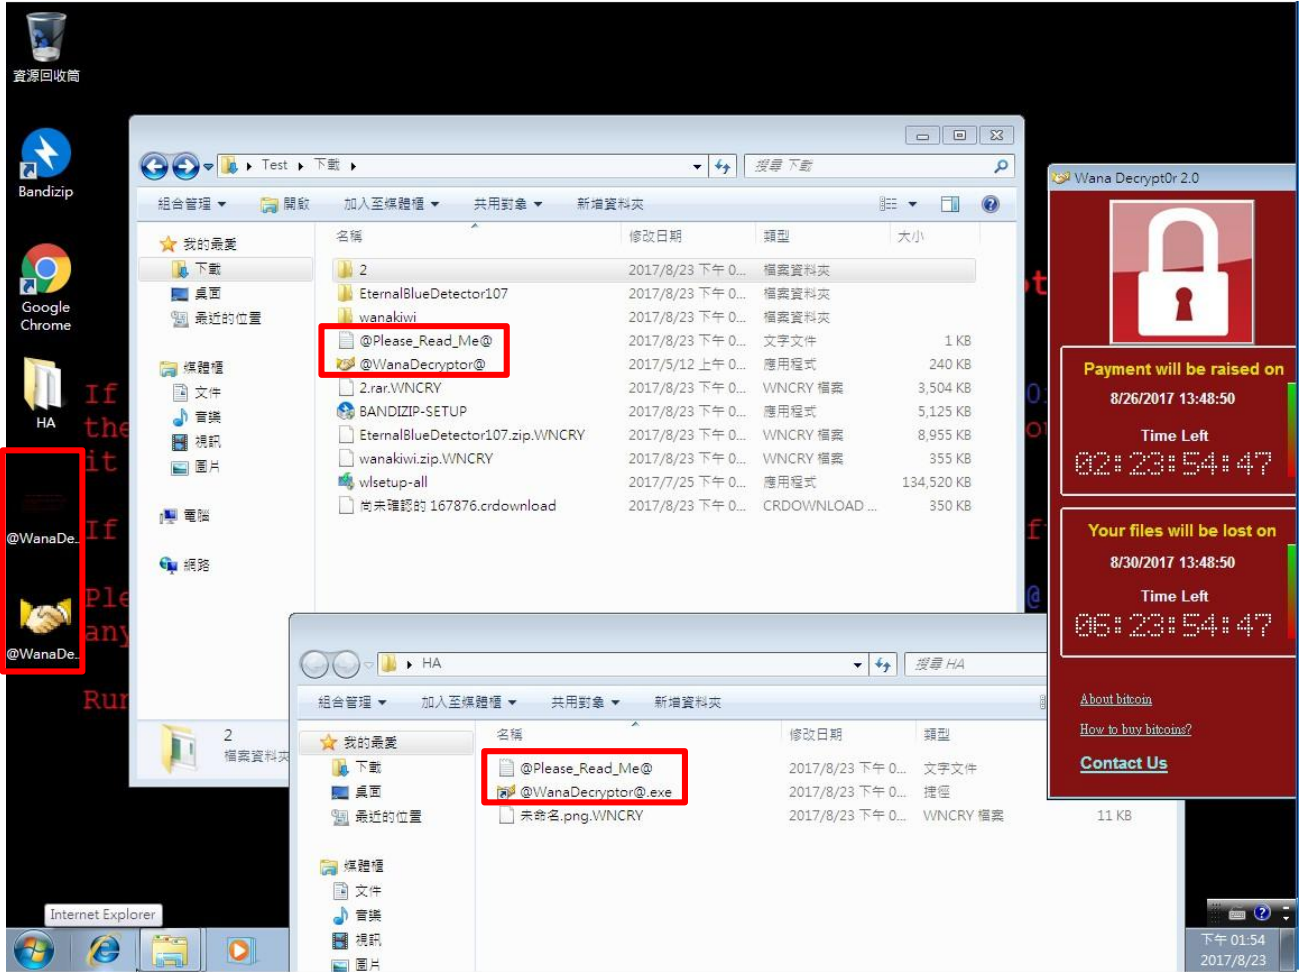 資源回收筒
Bandizip
Google
Chrome
HA
@WanaDe...
@WanaDe...
If
the
it
If
Ple
any
Run
Test
下載
搜尋 下載
組合管理
開啟
加入至媒體櫃
共用對象
新增資料夾
我的最愛
下載
桌面
最近的位置
媒體櫃
文件
音樂
視訊
圖片
電腦
網路
名稱 修改日期 類型 大小
2 2017/8/23 下午 0... 檔案資料夾
EternalBlueDetector107 2017/8/23 下午 0... 檔案資料夾
wanakiwi 2017/8/23 下午 0... 檔案資料夾
@Please_Read_Me@ 2017/8/23 下午 0... 文字文件 1 KB
@WanaDecryptor@ 2017/5/12 上午 0... 應用程式 240 KB
2.rar.WNCRY 2017/8/23 下午 0... WNCRY 檔案 3,504 KB
BANDIZIP-SETUP 2017/8/23 下午 0... 應用程式 5,125 KB
EternalBlueDetector107.zip.WNCRY 2017/8/23 下午 0... WNCRY 檔案 8,955 KB
wanakiwi.zip.WNCRY 2017/8/23 下午 0... WNCRY 檔案 355 KB
wlsetup-all 2017/7/25 下午 0... 應用程式 134,520 KB
尚未確認的 167876.crdownload 2017/8/23 下午 0... CRDOWNLOAD ... 350 KB
2
檔案資料夾
HA
搜尋 HA
組合管理
加入至媒體櫃
共用對象
新增資料夾
我的最愛
下載
桌面
最近的位置
媒體櫃
文件
音樂
視訊
圖片
名稱 修改日期 類型
@Please_Read_Me@ 2017/8/23 下午 0... 文字文件
@WanaDecryptor@.exe 2017/8/23 下午 0... 捷徑
未命名.png.WNCRY 2017/8/23 下午 0... WNCRY 檔案 11 KB
Wana Decrypt0r 2.0
Payment will be raised on
8/26/2017 13:48:50
Time Left
02:23:54:47
Your files will be lost on
8/30/2017 13:48:50
Time Left
06:23:54:47
About bitcoin
How to buy bitcoins?
Contact Us
Internet Explorer
下午 01:54
2017/8/23